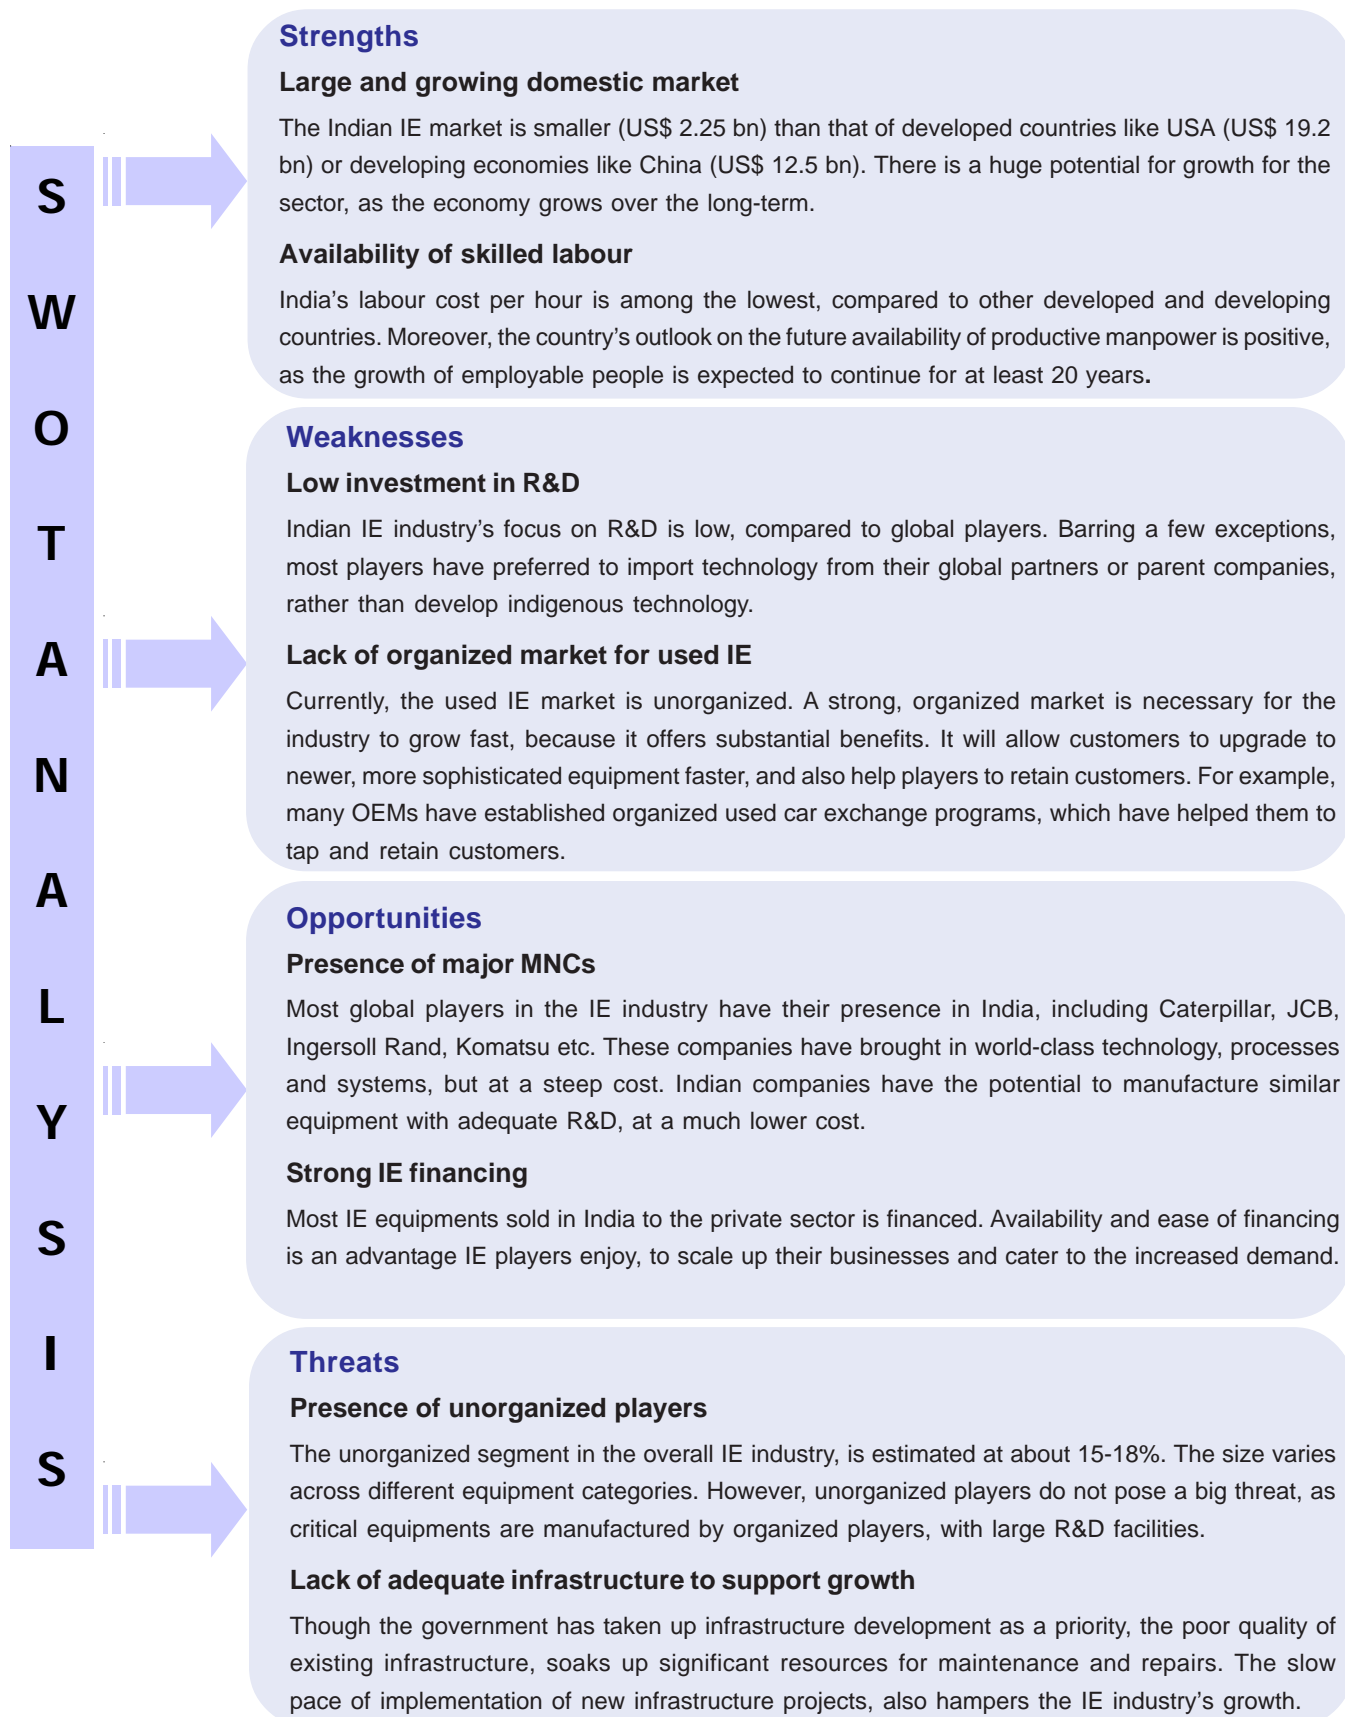 S
W
O
T
A
N
A
L
Y
S
I
S
Strengths
Large and growing domestic market
The Indian IE market is smaller (US$ 2.25 bn) than that of developed countries like USA (US$ 19.2
bn) or developing economies like China (US$ 12.5 bn). There is a huge potential for growth for the
sector, as the economy grows over the long-term.
Availability of skilled labour
India’s labour cost per hour is among the lowest, compared to other developed and developing
countries. Moreover, the country’s outlook on the future availability of productive manpower is positive,
as the growth of employable people is expected to continue for at least 20 years.
Weaknesses
Low investment in R&D
Indian IE industry’s focus on R&D is low, compared to global players. Barring a few exceptions,
most players have preferred to import technology from their global partners or parent companies,
rather than develop indigenous technology.
Lack of organized market for used IE
Currently, the used IE market is unorganized. A strong, organized market is necessary for the
industry to grow fast, because it offers substantial benefits. It will allow customers to upgrade to
newer, more sophisticated equipment faster, and also help players to retain customers. For example,
many OEMs have established organized used car exchange programs, which have helped them to
tap and retain customers.
Opportunities
Presence of major MNCs
Most global players in the IE industry have their presence in India, including Caterpillar, JCB,
Ingersoll Rand, Komatsu etc. These companies have brought in world-class technology, processes
and systems, but at a steep cost. Indian companies have the potential to manufacture similar
equipment with adequate R&D, at a much lower cost.
Strong IE financing
Most IE equipments sold in India to the private sector is financed. Availability and ease of financing
is an advantage IE players enjoy, to scale up their businesses and cater to the increased demand.
Threats
Presence of unorganized players
The unorganized segment in the overall IE industry, is estimated at about 15-18%. The size varies
across different equipment categories. However, unorganized players do not pose a big threat, as
critical equipments are manufactured by organized players, with large R&D facilities.
Lack of adequate infrastructure to support growth
Though the government has taken up infrastructure development as a priority, the poor quality of
existing infrastructure, soaks up significant resources for maintenance and repairs. The slow
pace of implementation of new infrastructure projects, also hampers the IE industry’s growth.